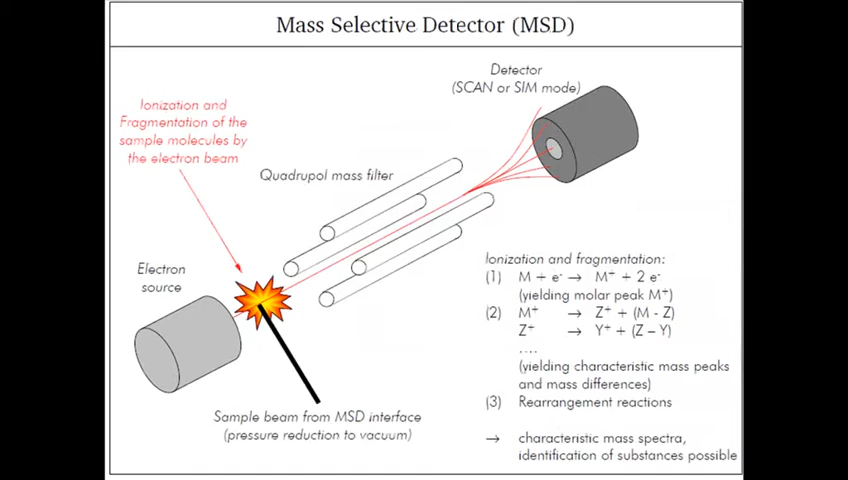 Mass Selective Detector (MSD)
Detector
(SCAN or SIM mode)
Ionization and
Fragmentation of the
sample molecules by
the electron beam
Quadrupol mass filter
Electron
source
Sample beam from MSD interface
(pressure reduction to vacuum)
Ionization and fragmentation:
(1) M + e⁻ → M⁺ + 2 e⁻
(yielding molar peak M⁺)
(2) M⁺ → Z⁺ + (M - Z)
Z⁺ → Y⁺ + (Z – Y)
....
(yielding characteristic mass peaks
and mass differences)
(3) Rearrangement reactions
→ characteristic mass spectra,
identification of substances possible